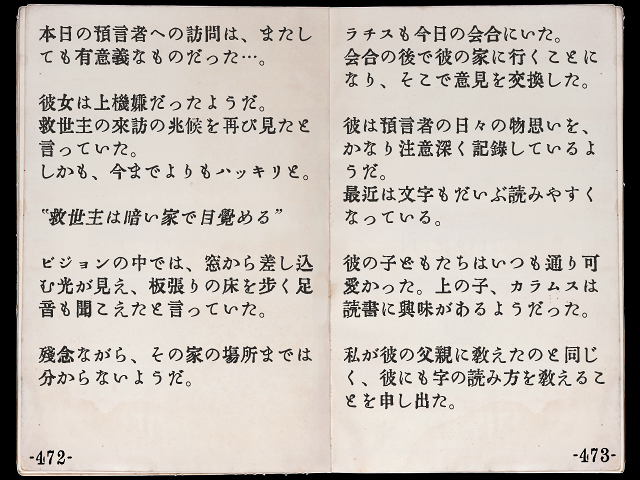 本日の預言者への訪問は、またし
ても有意義なものだった…。
彼女は上機嫌だったようだ。
救世主の來訪の兆候を再び見たと
言っていた。
しかも、今までよりもハッキリと。
“救世主は暗い家で目覺める”
ビジョンの中では、窓から差し込
む光が見え、板張りの床を歩く足
音も聞こえたと言っていた。
殘念ながら、その家の場所までは
分からないようだ。
-472-
ラチスも今日の会合にいた。
会合の後で彼の家に行くことに
なり、そこで意見を交換した。
彼は預言者の日々の物思いを、
かなり注意深く記錄しているよ
うだ。
最近は文字もだいぶ読みやすく
なっている。
彼の子どもたちはいつも通り可
愛かった。上の子、カラムスは
読書に興味があるようだった。
私が彼の父親に敎えたのと同じ
く、彼にも字の読み方を敎えるこ
とを申し出た。
-473-